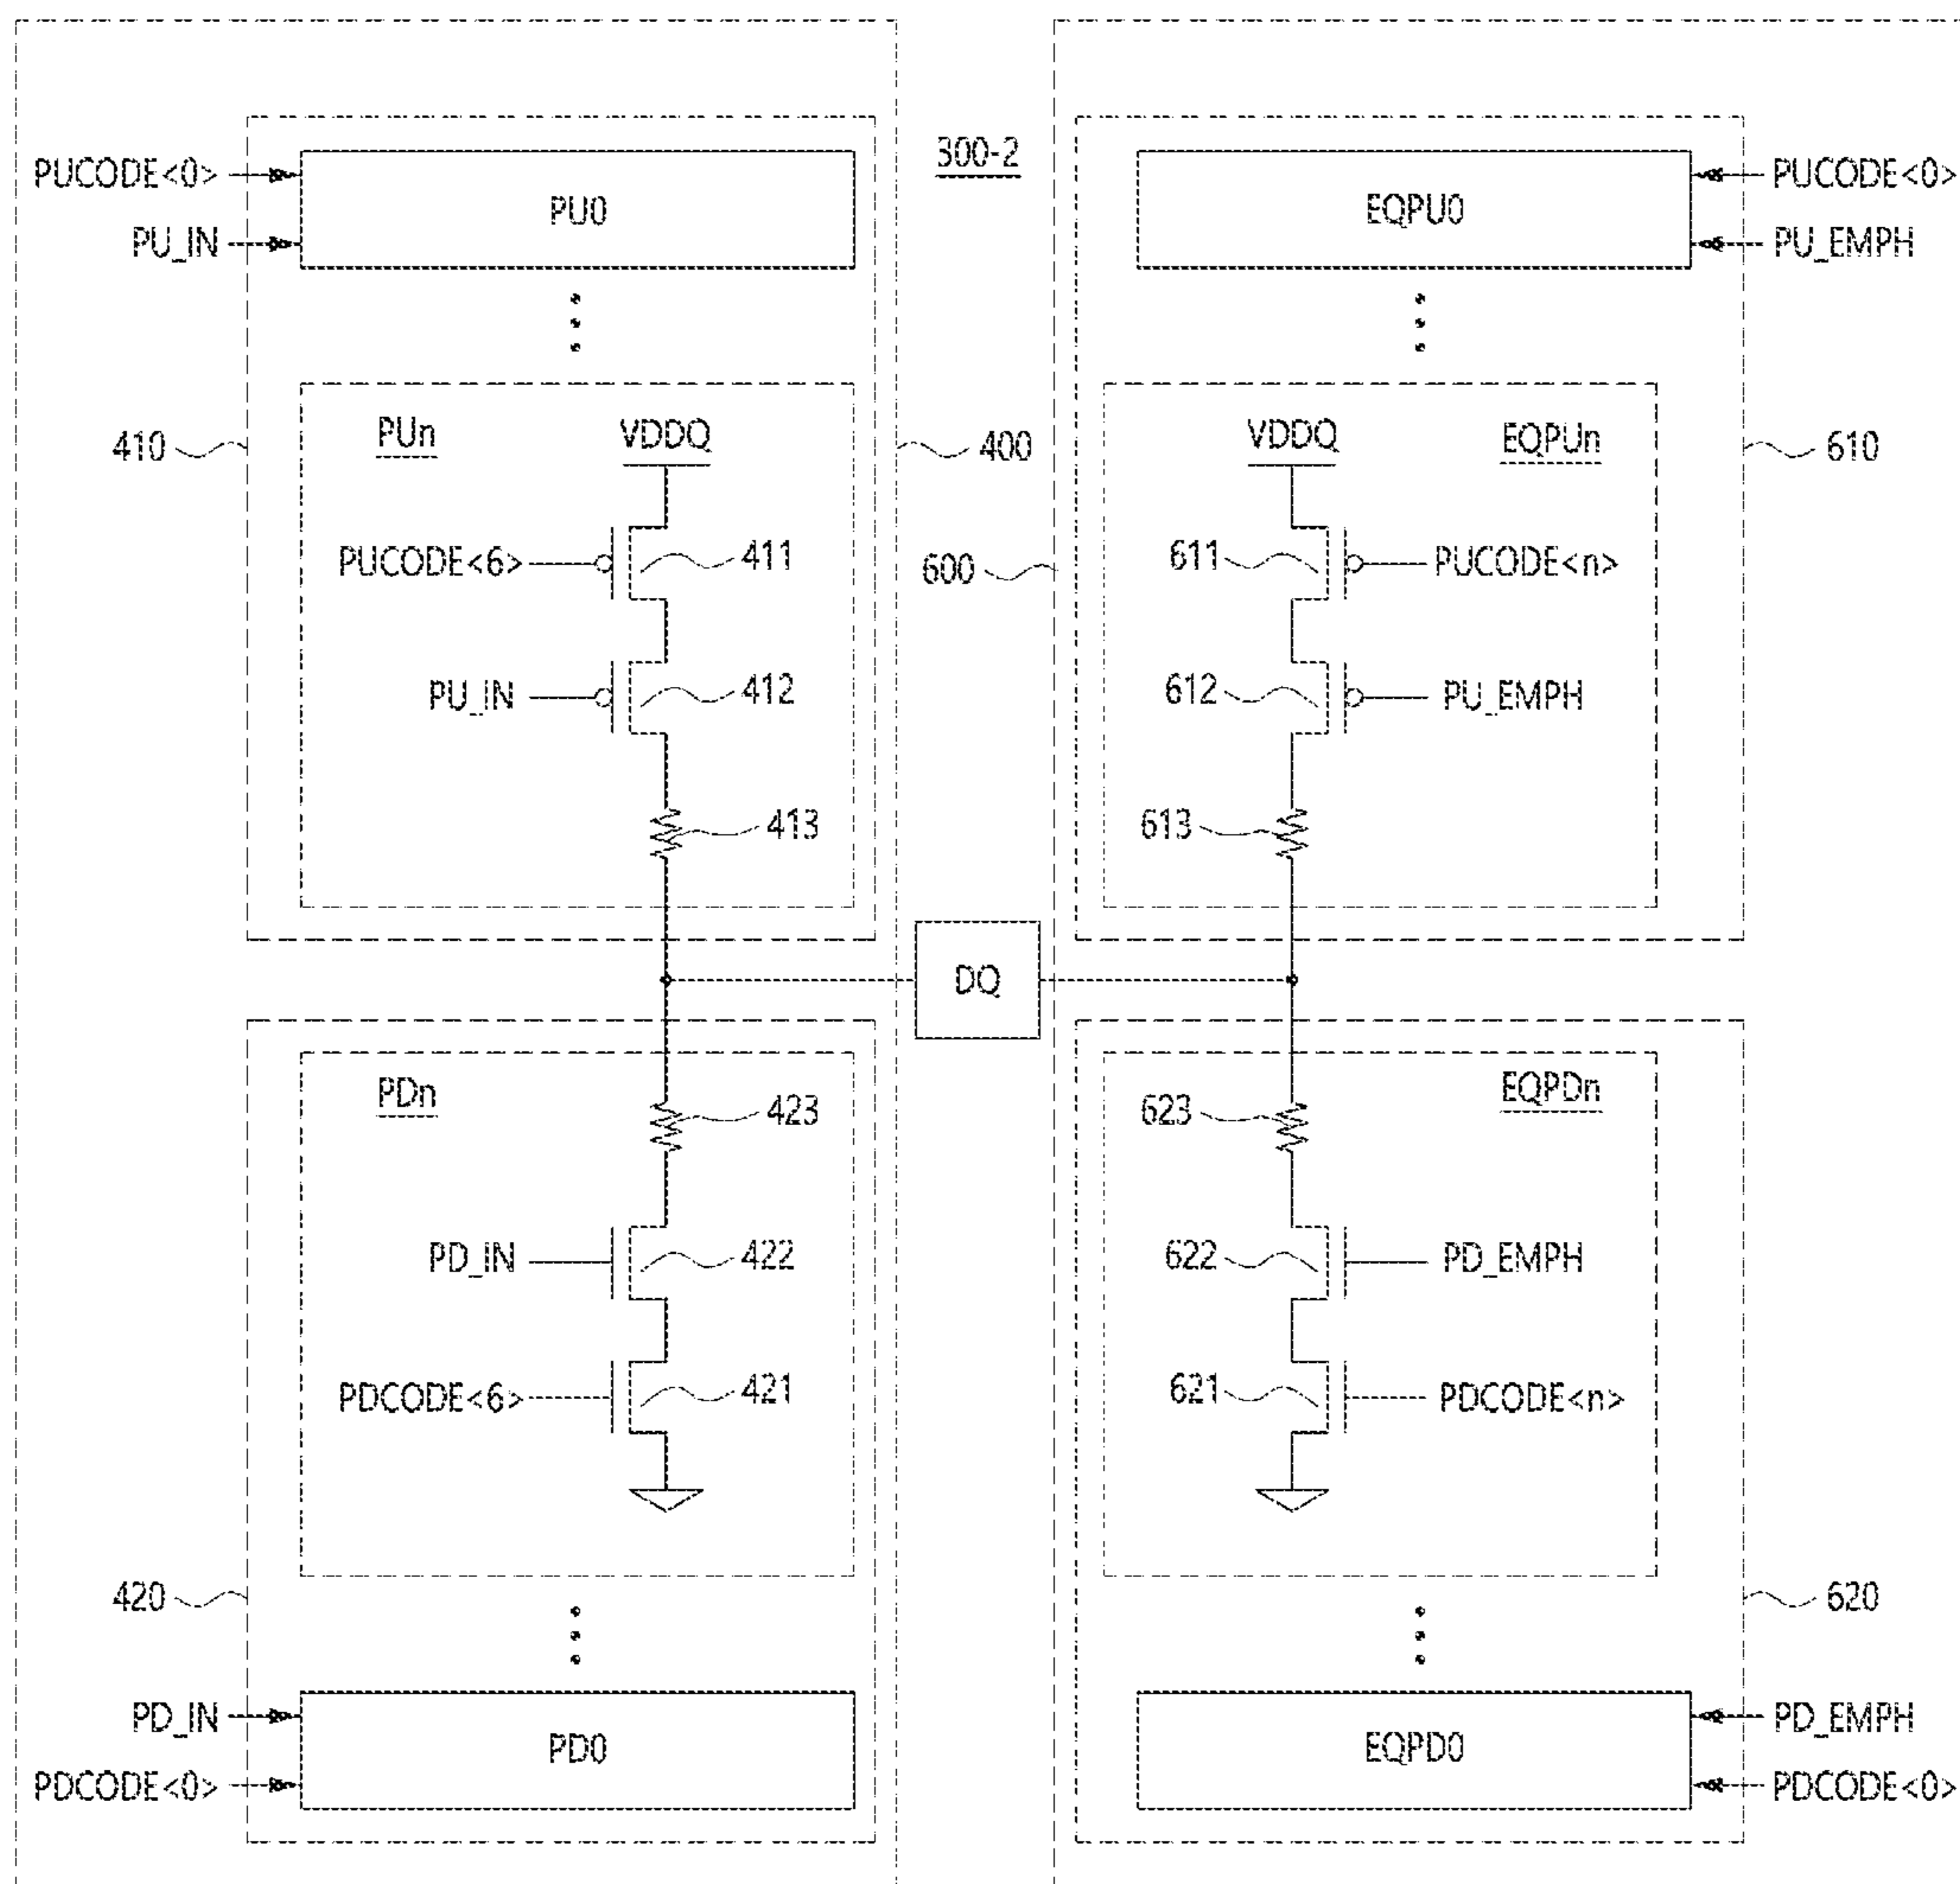 300-2
PUCODE<0>
PU_IN
PU0
410
400
PUn
VDDQ
PUCODE<6>
411
PU_IN
412
413
EQPU0
PUCODE<0>
PU_EMPH
600
610
VDDQ
EQPUn
611
PUCODE<n>
612
PU_EMPH
613
DQ
PDn
423
PD_IN
422
PDCODE<6>
421
420
PD_IN
PDCODE<0>
PD0
EQPDn
623
622
PD_EMPH
621
PDCODE<n>
620
EQPD0
PD_EMPH
PDCODE<0>